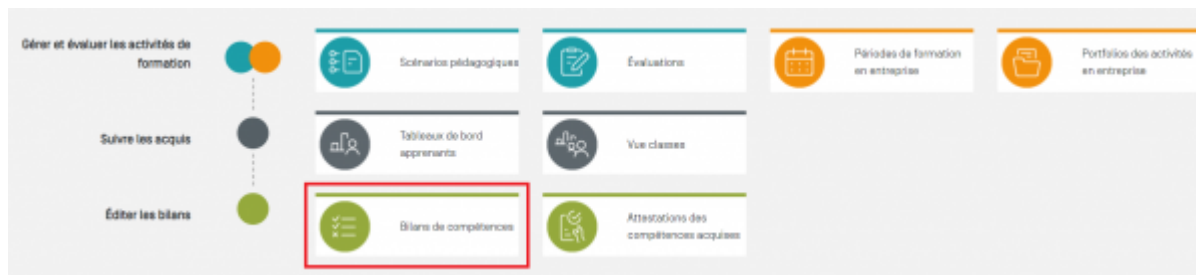 Gérer et évaluer les activités de
formation
Scénarios pédagogiques
Évaluations
Périodes de formation
en entreprise
Portfolios des activités
en entreprise
Suivre les acquis
Tableaux de bord
apprenants
Vue classes
Éditer les bilans
Bilans de compétences
Attestations des
compétences acquises